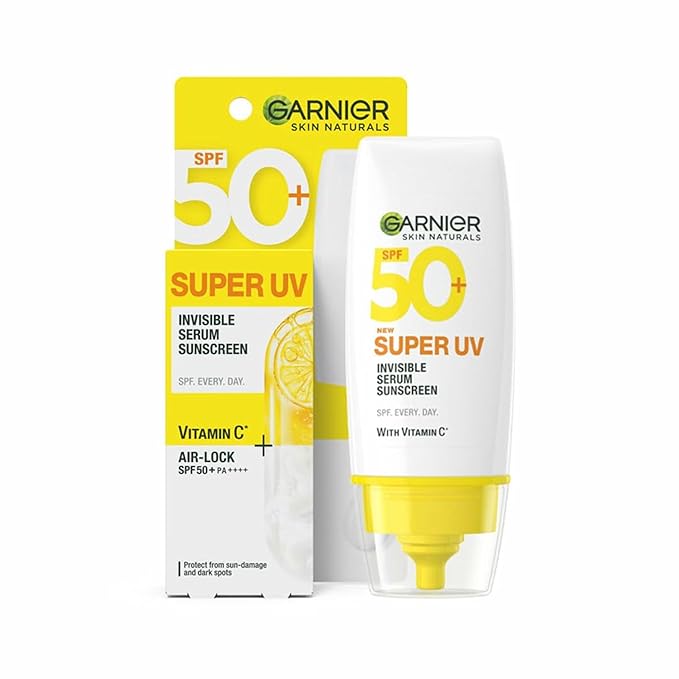 GARNIER
SKIN NATURALS
SPF
50+
SUPER UV
INVISIBLE
SERUM
SUNSCREEN
SPF. EVERY. DAY.
VITAMIN C*
+
AIR-LOCK
SPF50+ PA++++
Protect from sun-damage
and dark spots
GARNIER
SKIN NATURALS
SPF
50+
NEW
SUPER UV
INVISIBLE
SERUM
SUNSCREEN
SPF. EVERY. DAY.
WITH VITAMIN C*